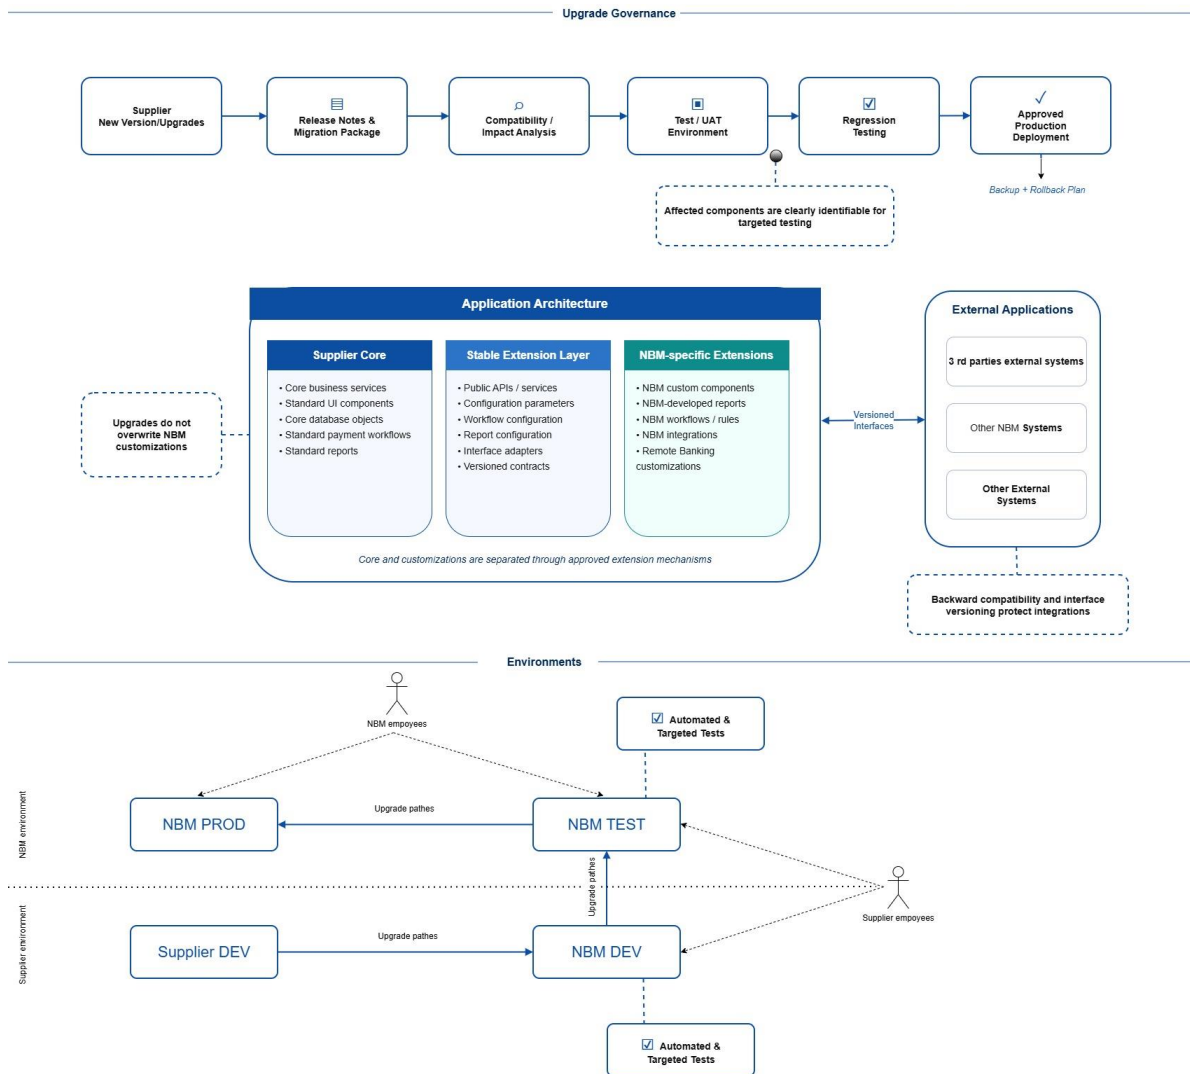 Upgrade Governance
Supplier
New Version/Upgrades
Release Notes &
Migration Package
Compatibility /
Impact Analysis
Test / UAT
Environment
Regression
Testing
Approved
Production
Deployment
Backup + Rollback Plan
Affected components are clearly identifiable for
targeted testing
Application Architecture
Supplier Core
• Core business services
• Standard UI components
• Core database objects
• Standard payment workflows
• Standard reports
Stable Extension Layer
• Public APIs / services
• Configuration parameters
• Workflow configuration
• Report configuration
• Interface adapters
• Versioned contracts
NBM-specific Extensions
• NBM custom components
• NBM-developed reports
• NBM workflows / rules
• NBM integrations
• Remote Banking
customizations
Core and customizations are separated through approved extension mechanisms
Upgrades do not
overwrite NBM
customizations
Versioned
Interfaces
External Applications
3 rd parties external systems
Other NBM Systems
Other External
Systems
Backward compatibility and interface
versioning protect integrations
Environments
NBM empoyees
Automated &
Targeted Tests
NBM environment
NBM PROD
Upgrade pathes
NBM TEST
Upgrade pathes
Supplier empoyees
Supplier environment
Supplier DEV
Upgrade pathes
NBM DEV
Automated &
Targeted Tests